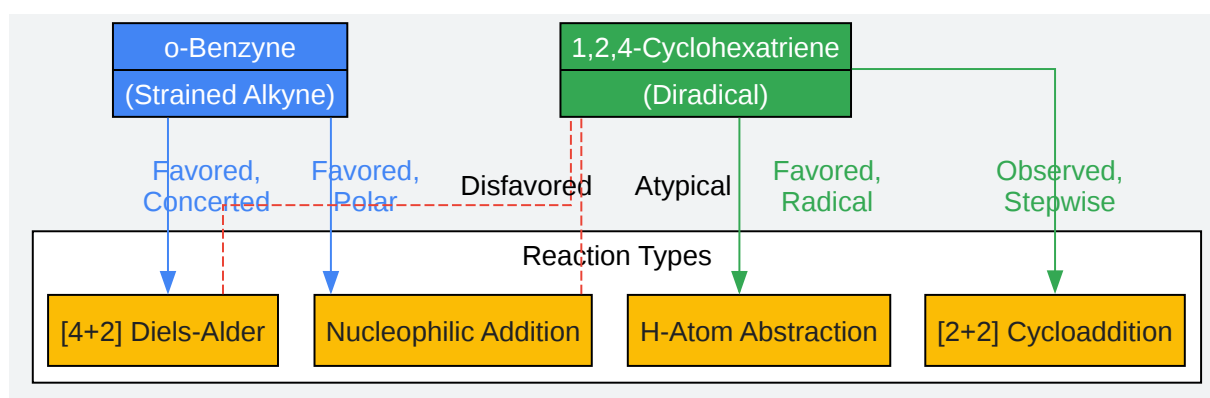 o-Benzyne
(Strained Alkyne)
1,2,4-Cyclohexatriene
(Diradical)
Favored,
Concerted
Favored,
Polar
Disfavored
Atypical
Favored,
Radical
Observed,
Stepwise
Reaction Types
[4+2] Diels-Alder
Nucleophilic Addition
H-Atom Abstraction
[2+2] Cycloaddition